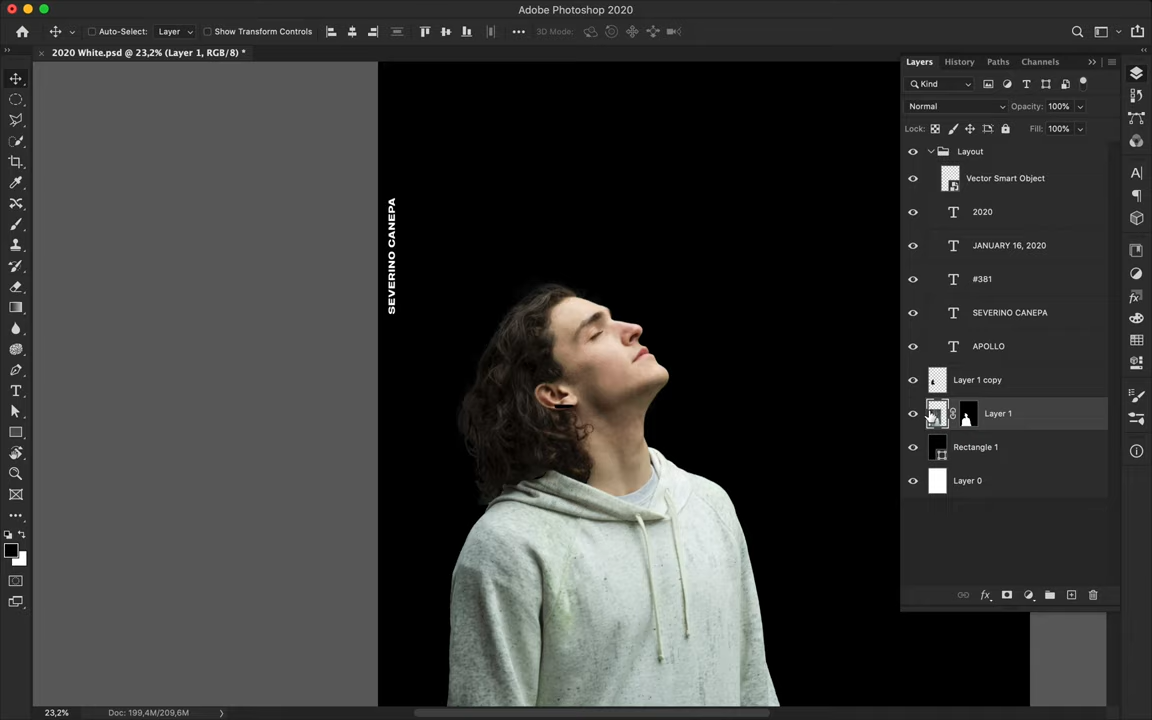 Adobe Photoshop 2020
Auto-Select: Layer Show Transform Controls 3D Mode:
2020 White.psd @ 23,2% (Layer 1, RGB/8) *
Layers History Paths Channels
Kind
Normal Opacity: 100%
Lock: Fill: 100%
Layout
Vector Smart Object
T 2020
T JANUARY 16, 2020
T #381
T SEVERINO CANEPA
T APOLLO
Layer 1 copy
Layer 1
Rectangle 1
Layer 0
fx
SEVERINO CANEPA
23,2% Doc: 199,4M/209,6M